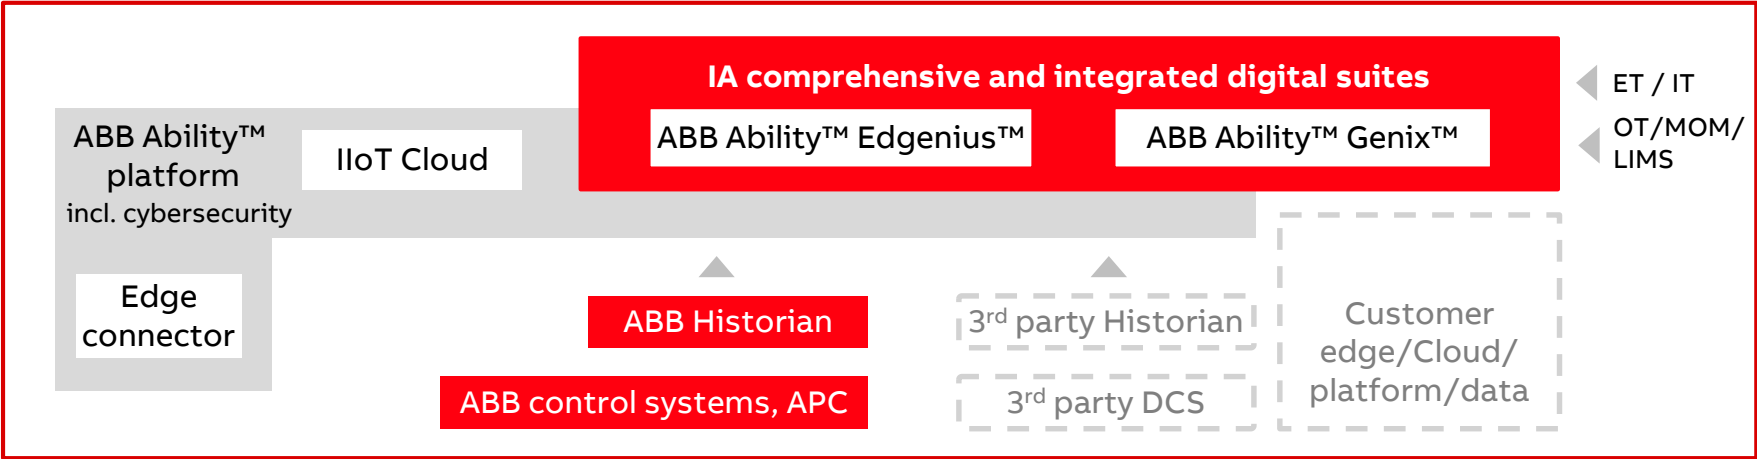 IA comprehensive and integrated digital suites
ABB Ability™ Edgenius™
ABB Ability™ Genix™
ET / IT
OT/MOM/
LIMS
ABB Ability™
platform
incl. cybersecurity
IIoT Cloud
Edge
connector
ABB Historian
ABB control systems, APC
3rd party Historian
3rd party DCS
Customer
edge/Cloud/
platform/data